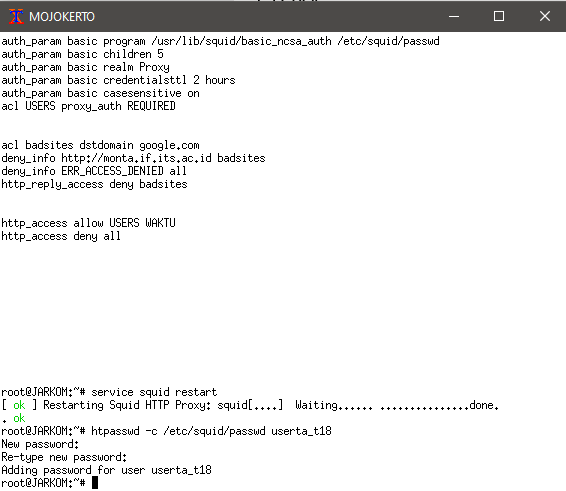 MOJOKERTO
auth_param basic program /usr/lib/squid/basic_ncsa_auth /etc/squid/passwd
auth_param basic children 5
auth_param basic realm Proxy
auth_param basic credentialsttl 2 hours
auth_param basic casesensitive on
acl USERS proxy_auth REQUIRED
acl badsites dstdomain google.com
deny_info http://monta.if.its.ac.id badsites
deny_info ERR_ACCESS_DENIED all
http_reply_access deny badsites
http_access allow USERS WAKTU
http_access deny all
root@JARKOM:~# service squid restart
[ ok ] Restarting Squid HTTP Proxy: squid[....]  Waiting...... ...............done.
. ok
root@JARKOM:~# htpasswd -c /etc/squid/passwd userta_t18
New password:
Re-type new password:
Adding password for user userta_t18
root@JARKOM:~#